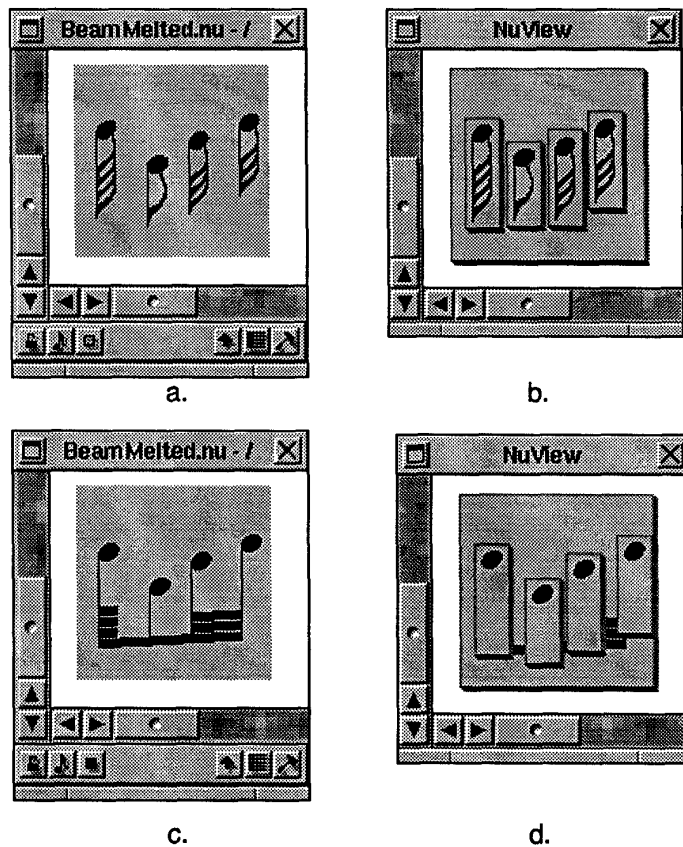 BeamMelted.nu - /
NuView
a.
b.
BeamMelted.nu - /
NuView
c.
d.